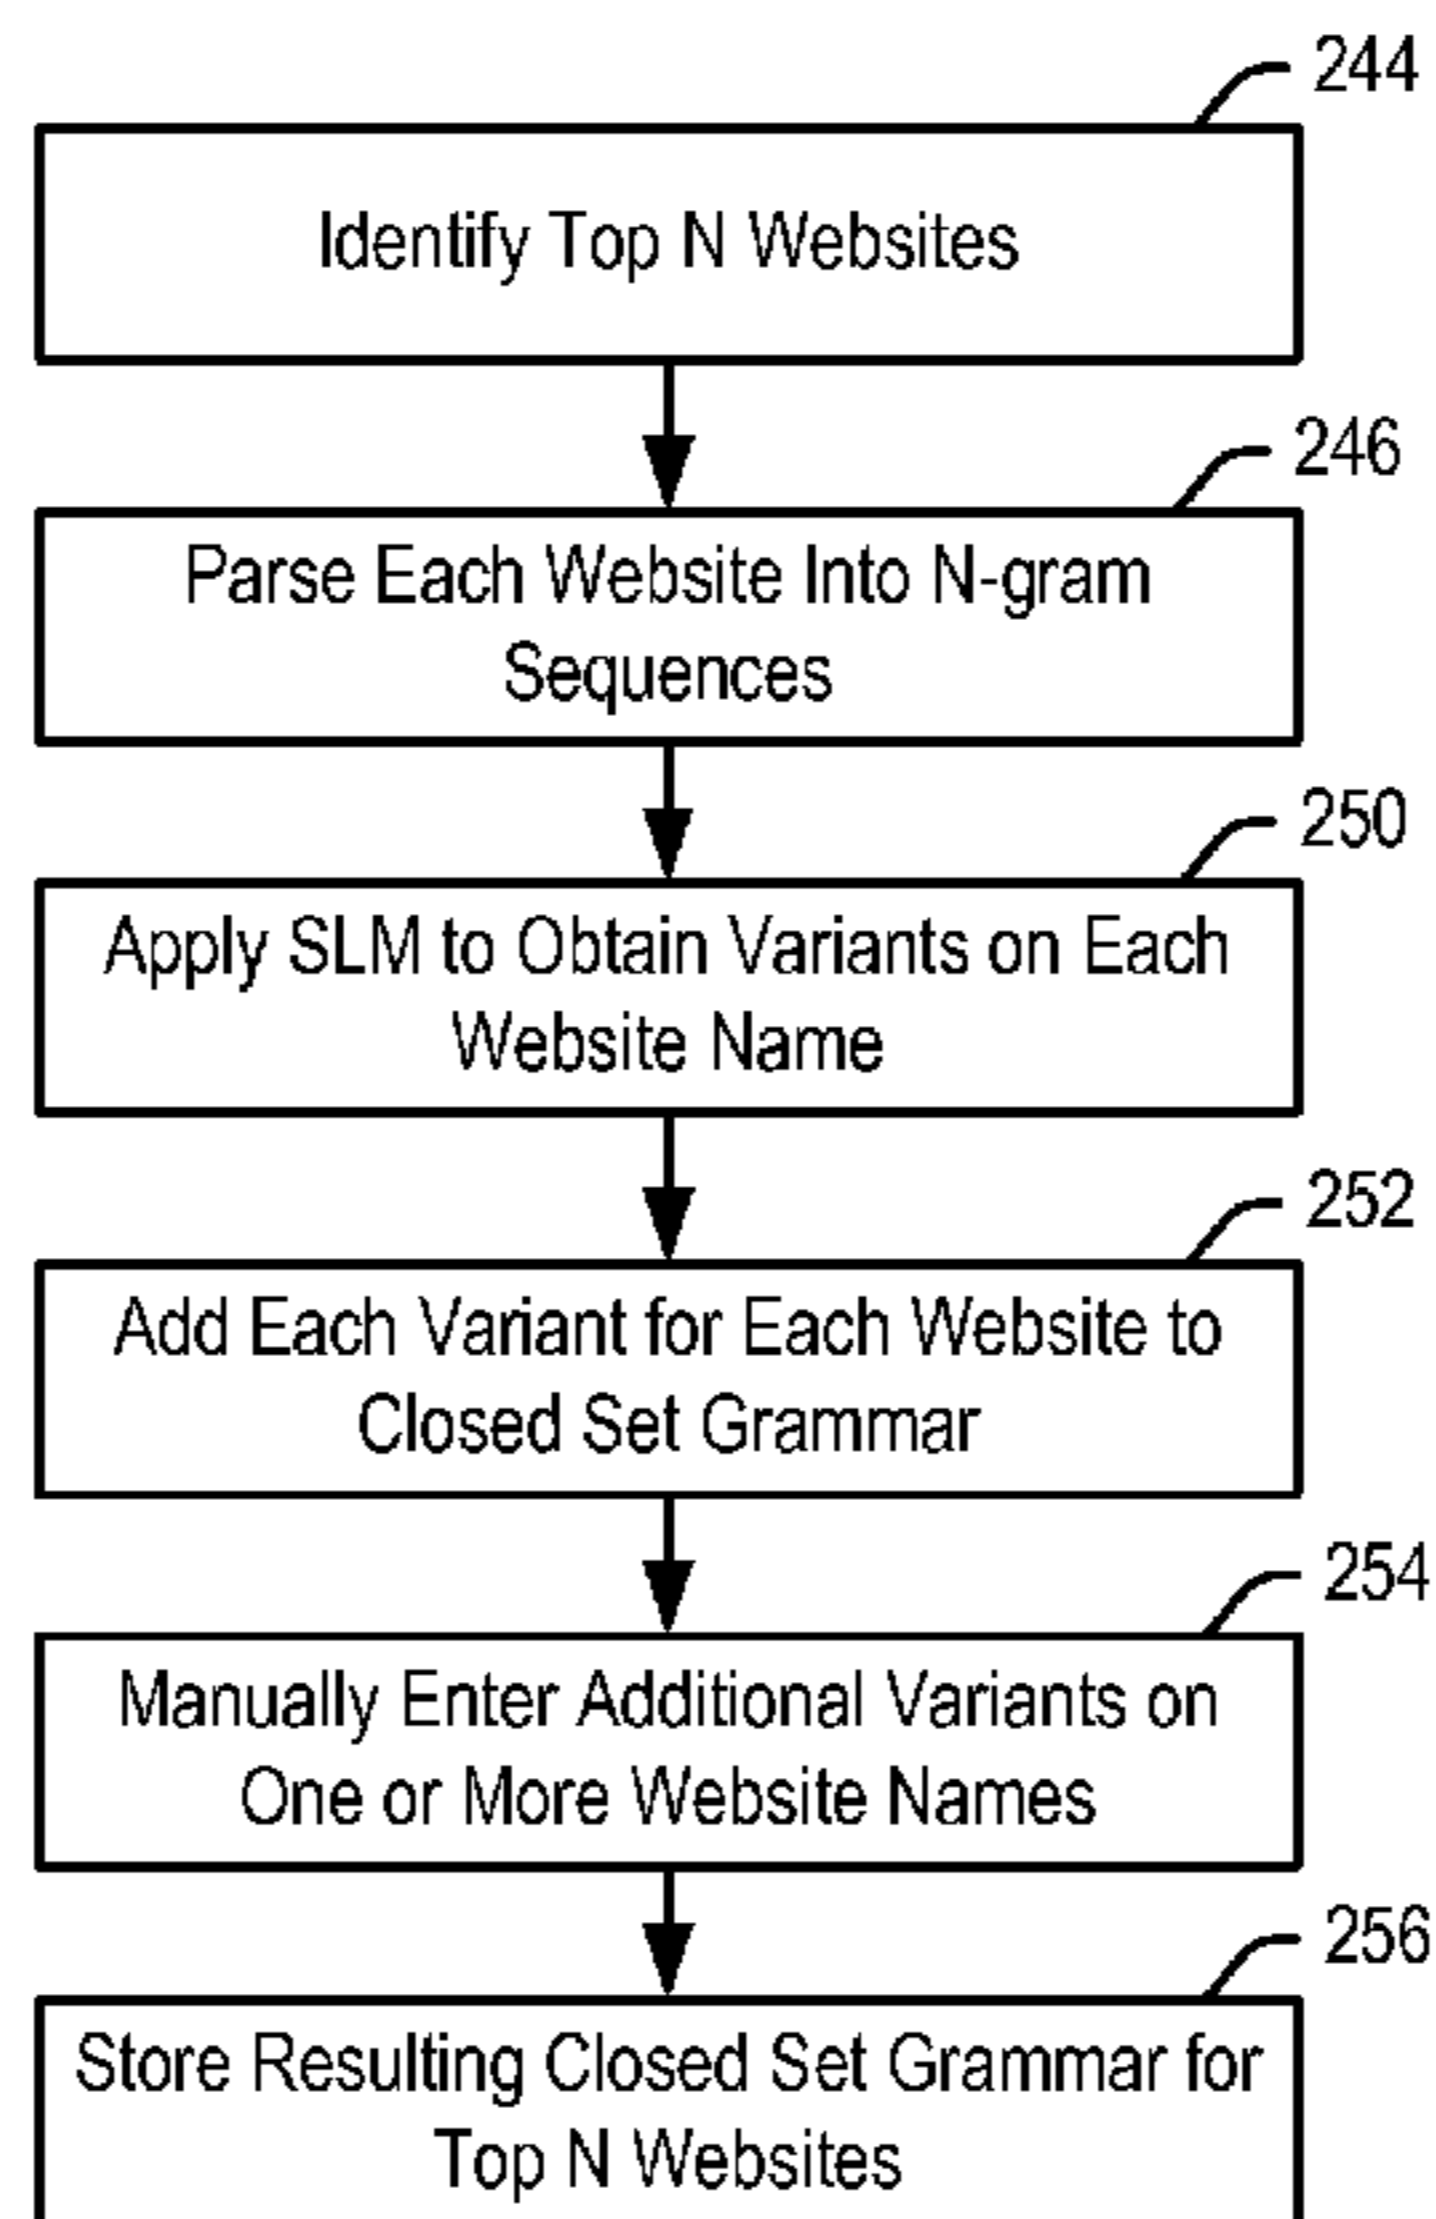 244
Identify Top N Websites
246
Parse Each Website Into N-gram
Sequences
250
Apply SLM to Obtain Variants on Each
Website Name
252
Add Each Variant for Each Website to
Closed Set Grammar
254
Manually Enter Additional Variants on
One or More Website Names
256
Store Resulting Closed Set Grammar for
Top N Websites